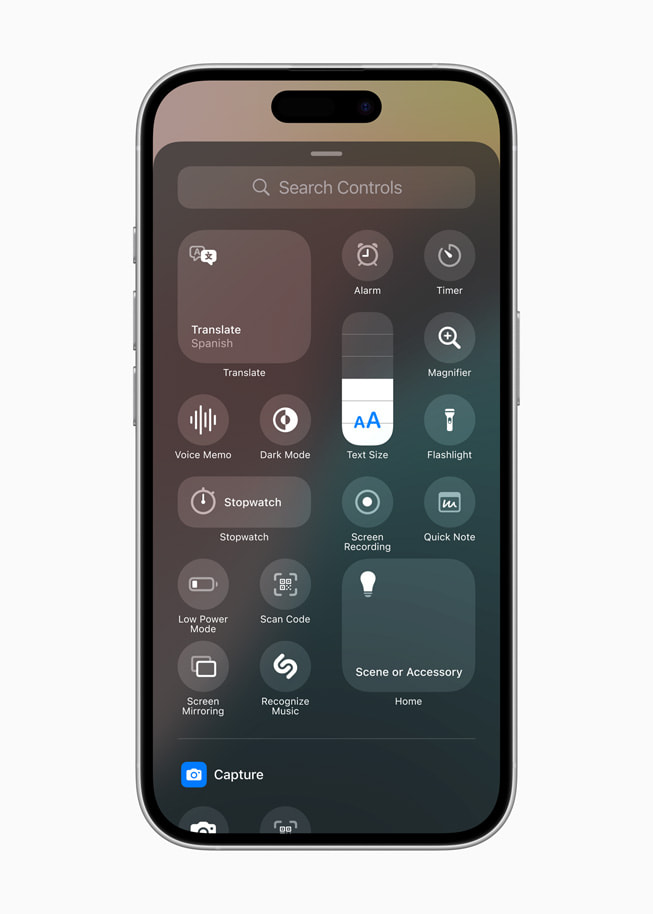 Search Controls
Translate
Spanish
Translate
Alarm
Timer
Magnifier
Voice Memo
Dark Mode
AA
Text Size
Flashlight
Stopwatch
Stopwatch
Screen
Recording
Quick Note
Low Power
Mode
Scan Code
Scene or Accessory
Home
Screen
Mirroring
Recognize
Music
Capture